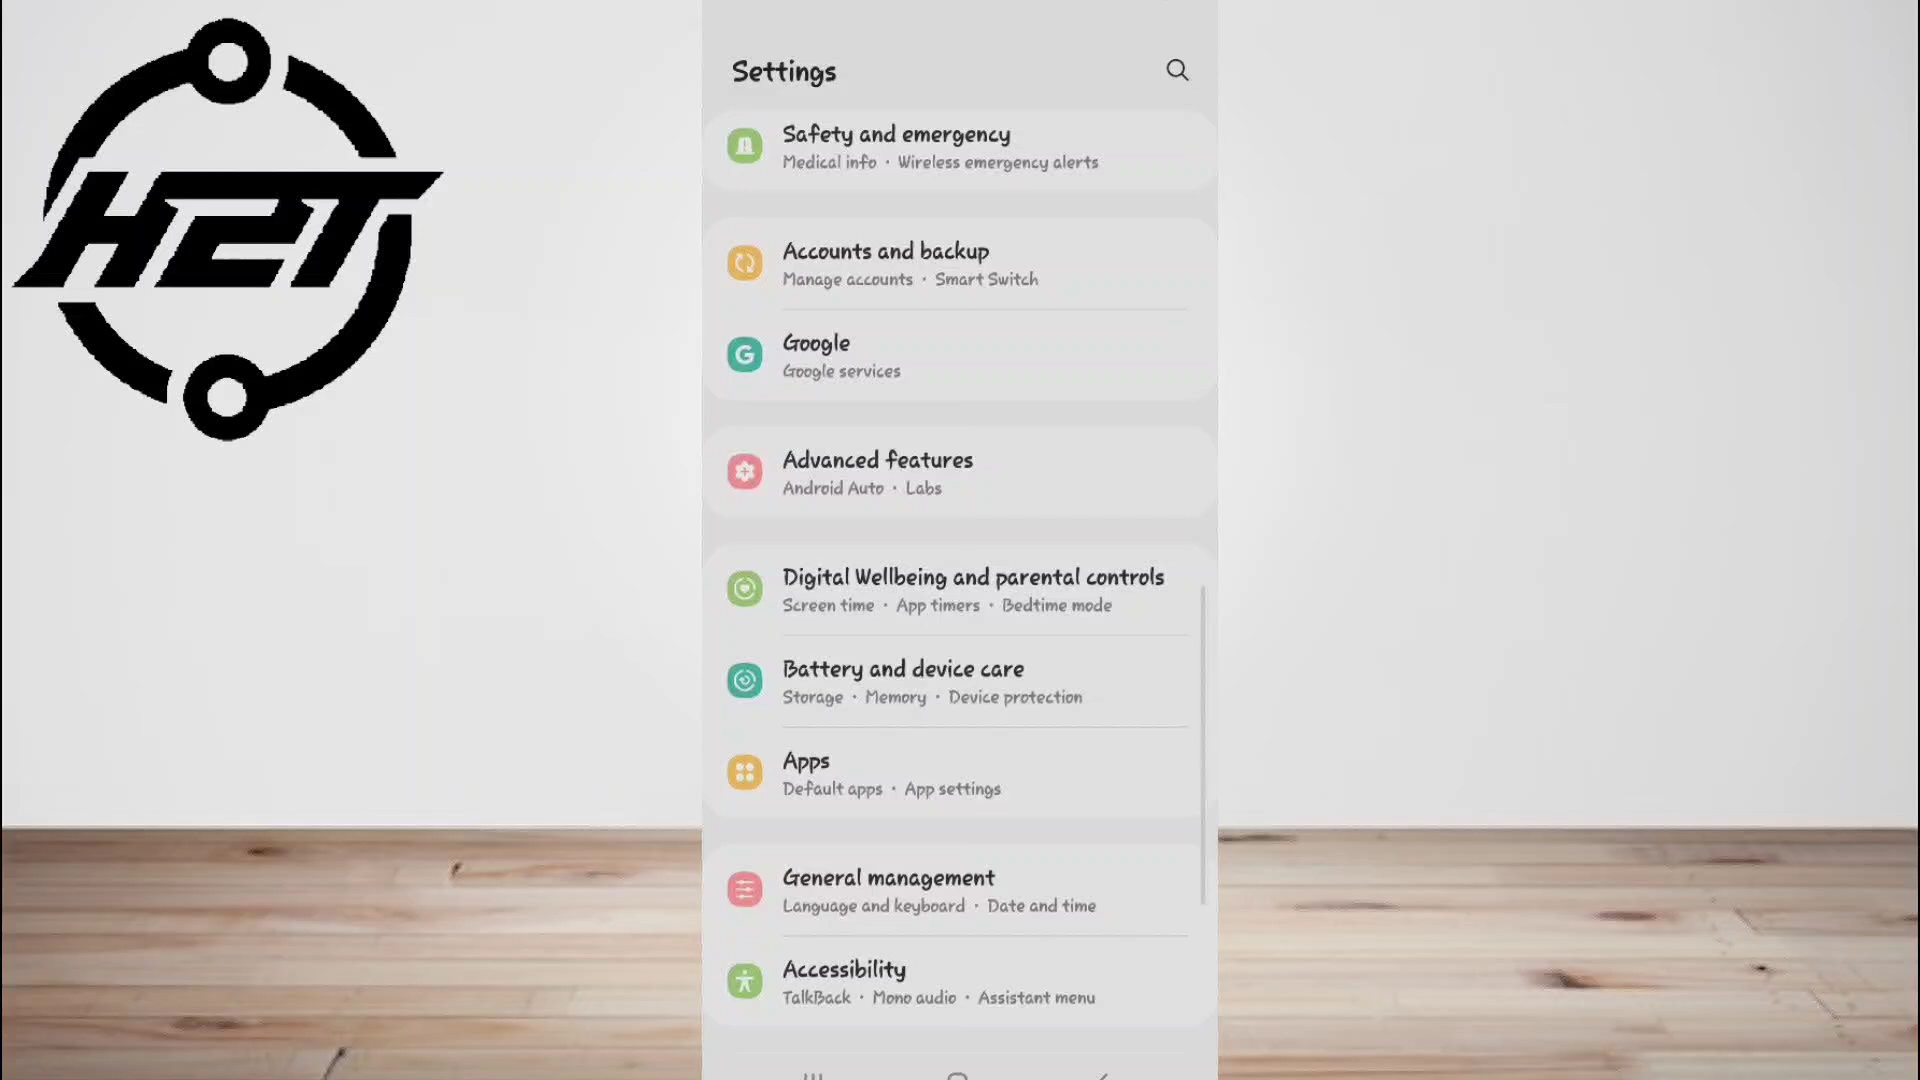 H2T
Settings
Safety and emergency
Medical info • Wireless emergency alerts
Accounts and backup
Manage accounts • Smart Switch
Google
Google services
Advanced features
Android Auto • Labs
Digital Wellbeing and parental controls
Screen time • App timers • Bedtime mode
Battery and device care
Storage • Memory • Device protection
Apps
Default apps • App settings
General management
Language and keyboard • Date and time
Accessibility
TalkBack • Mono audio • Assistant menu